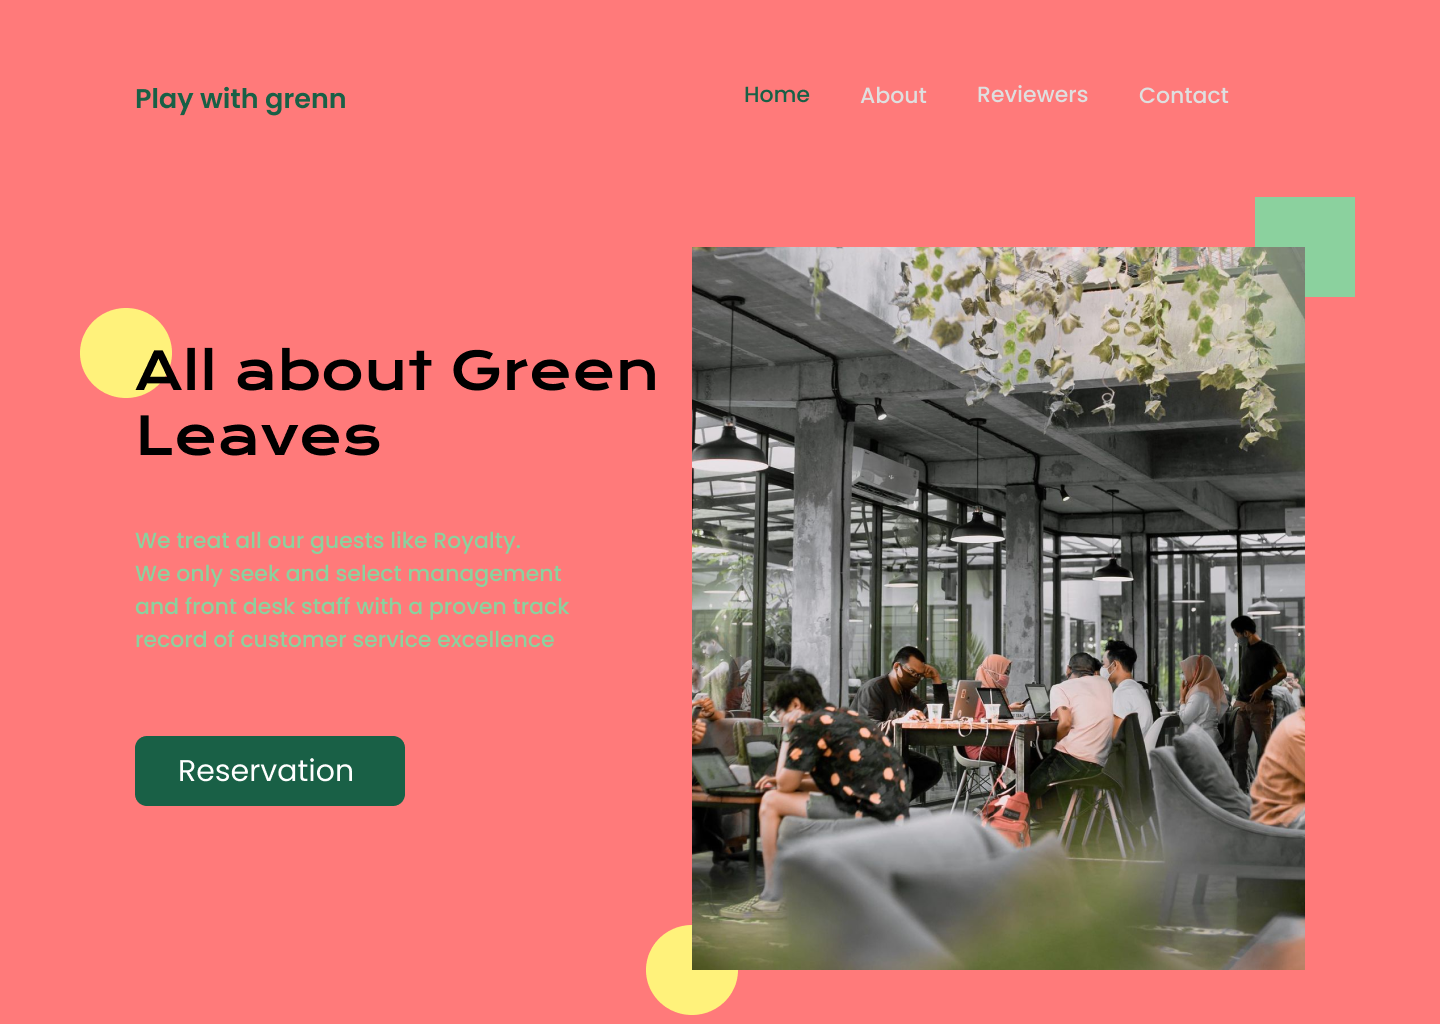 Play with grenn
Home
About
Reviewers
Contact
All about Green
Leaves
We treat all our guests like Royalty.
We only seek and select management
and front desk staff with a proven track
record of customer service excellence
Reservation